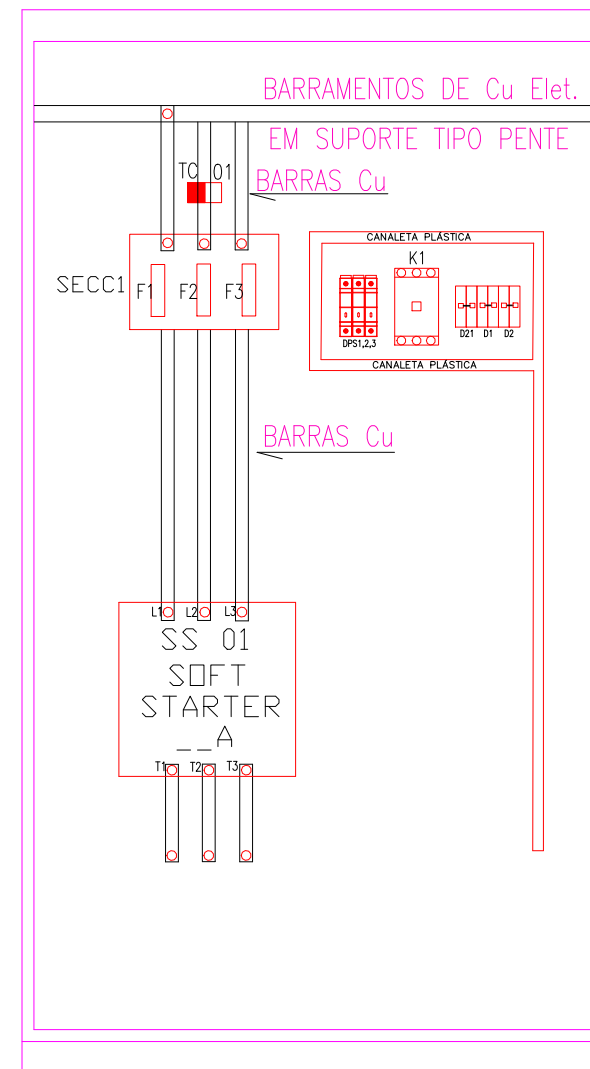 BARRAMENTOS DE Cu Elet.
EM SUPORTE TIPO PENTE
TC 01
BARRAS Cu
CANALETA PLÁSTICA
K1
SECC1
F1 F2 F3
DPS1,2,3
D21 D1 D2
CANALETA PLÁSTICA
BARRAS Cu
L1 L2 L3
SS 01
SOFT
STARTER
__A
T1 T2 T3